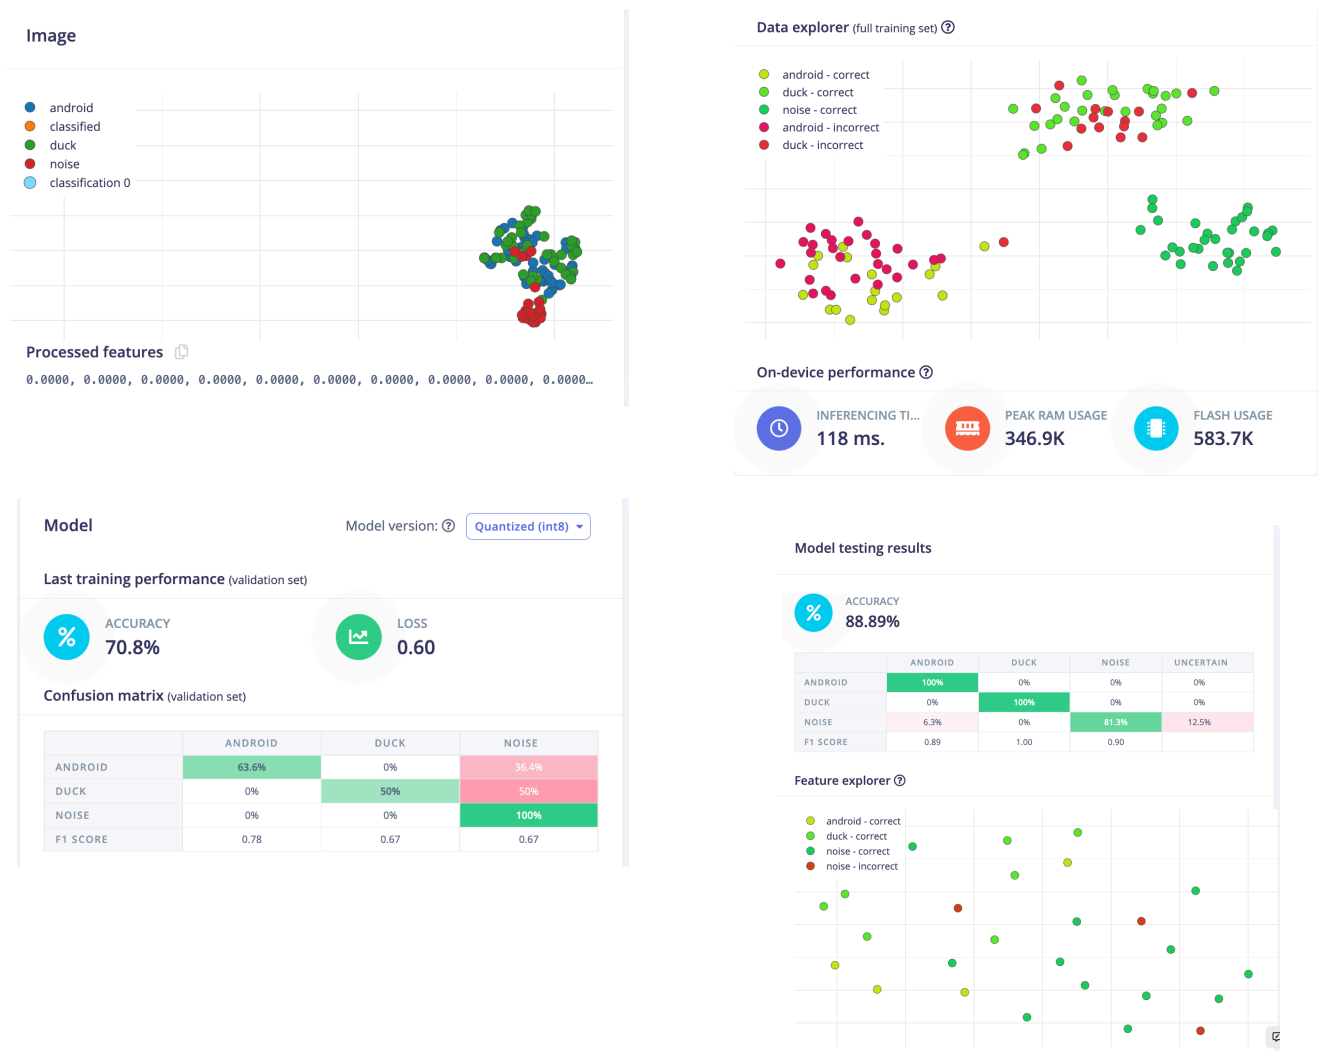 Image
android
classified
duck
noise
classification 0
Processed features
0.0000, 0.0000, 0.0000, 0.0000, 0.0000, 0.0000, 0.0000, 0.0000, 0.0000, 0.0000…
Data explorer (full training set) ?
android - correct
duck - correct
noise - correct
android - incorrect
duck - incorrect
On-device performance ?
INFERENCING TI... PEAK RAM USAGE FLASH USAGE
118 ms. 346.9K 583.7K
Model Model version: ? Quantized (int8)
Last training performance (validation set)
% ACCURACY LOSS
70.8% 0.60
Confusion matrix (validation set)
ANDROID DUCK NOISE
ANDROID 63.6% 0% 36.4%
DUCK 0% 50% 50%
NOISE 0% 0% 100%
F1 SCORE 0.78 0.67 0.67
Model testing results
% ACCURACY
88.89%
ANDROID DUCK NOISE UNCERTAIN
ANDROID 100% 0% 0% 0%
DUCK 0% 100% 0% 0%
NOISE 6.3% 0% 81.3% 12.5%
F1 SCORE 0.89 1.00 0.90
Feature explorer ?
android - correct
duck - correct
noise - correct
noise - incorrect